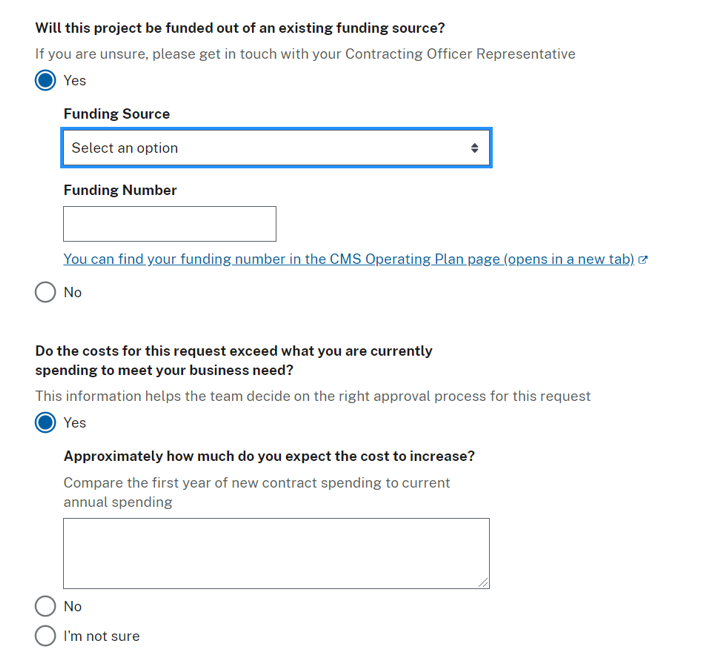 Will this project be funded out of an existing funding source?
If you are unsure, please get in touch with your Contracting Officer Representative
Yes
Funding Source
Select an option
Funding Number
You can find your funding number in the CMS Operating Plan page (opens in a new tab)
No
Do the costs for this request exceed what you are currently
spending to meet your business need?
This information helps the team decide on the right approval process for this request
Yes
Approximately how much do you expect the cost to increase?
Compare the first year of new contract spending to current
annual spending
No
I'm not sure